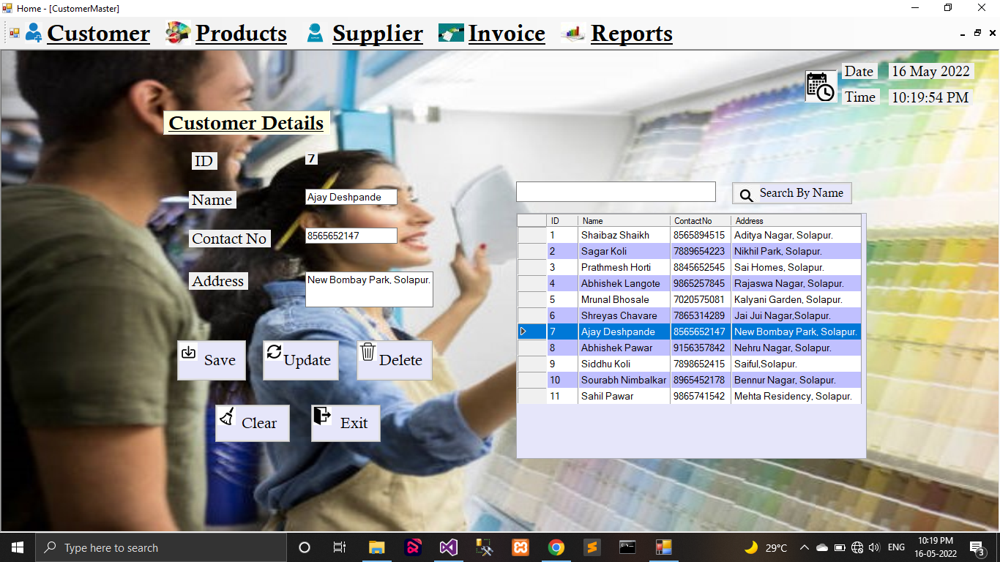 Home - [CustomerMaster]
Customer Products Supplier Invoice Reports
Date 16 May 2022
Time 10:19:54 PM
Customer Details
ID 7
Name Ajay Deshpande
Contact No 8565652147
Address New Bombay Park, Solapur.
Save Update Delete
Clear Exit
Search By Name
ID Name ContactNo Address
1 Shaibaz Shaikh 8565894515 Aditya Nagar, Solapur.
2 Sagar Koli 7889654223 Nikhil Park, Solapur.
3 Prathmesh Horti 8845652545 Sai Homes, Solapur.
4 Abhishek Langote 9865257845 Rajaswa Nagar, Solapur.
5 Mrunal Bhosale 7020575081 Kalyani Garden, Solapur.
6 Shreyas Chavare 7865314289 Jai Jui Nagar,Solapur.
7 Ajay Deshpande 8565652147 New Bombay Park, Solapur.
8 Abhishek Pawar 9156357842 Nehru Nagar, Solapur.
9 Siddhu Koli 7898652415 Saiful,Solapur.
10 Sourabh Nimbalkar 8965452178 Bennur Nagar, Solapur.
11 Sahil Pawar 9865741542 Mehta Residency, Solapur.
Type here to search
29°C
ENG
10:19 PM
16-05-2022
3